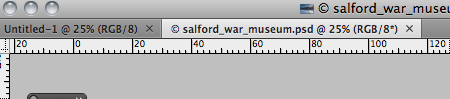 © salford_war_museu
Untitled-1 @ 25% (RGB/8) © salford_war_museum.psd @ 25% (RGB/8*)
20 0 20 40 60 80 100 120